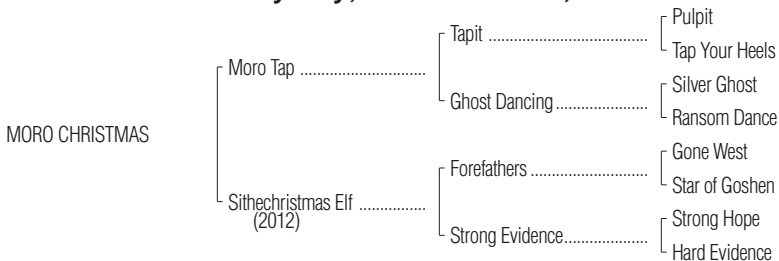 Pulpit
Tapit
Tap Your Heels
Moro Tap
Silver Ghost
Ghost Dancing
Ransom Dance
MORO CHRISTMAS
Gone West
Forefathers
Star of Goshen
Sithechristmas Elf
(2012)
Strong Hope
Strong Evidence
Hard Evidence